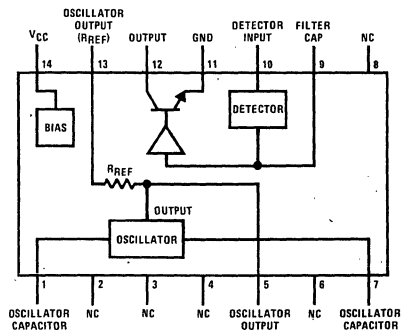 VCC
OSCILLATOR
OUTPUT
(RREF)
OUTPUT
GND
DETECTOR
INPUT
FILTER
CAP
NC
14
13
12
11
10
9
8
BIAS
DETECTOR
RREF
OUTPUT
OSCILLATOR
1
2
3
4
5
6
7
OSCILLATOR
CAPACITOR
NC
NC
NC
OSCILLATOR
OUTPUT
NC
OSCILLATOR
CAPACITOR